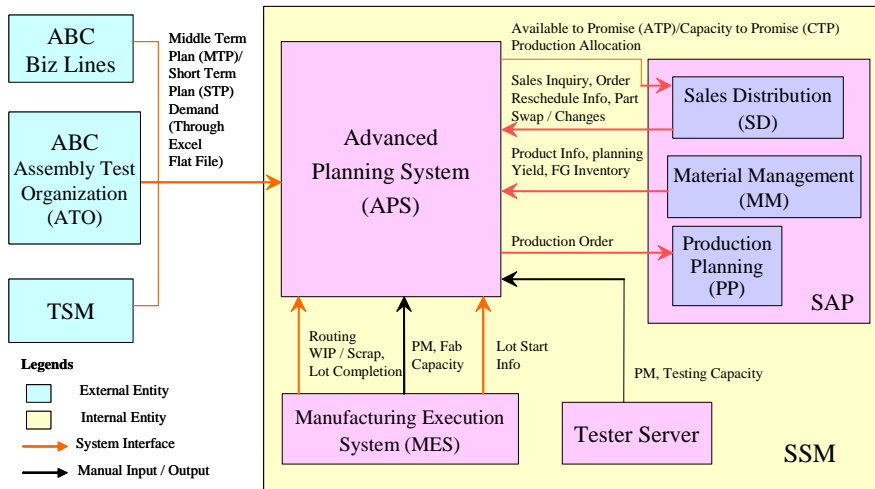 ABC
Biz Lines
ABC
Assembly Test
Organization
(ATO)
TSM
Middle Term
Plan (MTP)/
Short Term
Plan (STP)
Demand
(Through
Excel
Flat File)
Legends
External Entity
Internal Entity
System Interface
Manual Input / Output
Advanced
Planning System
(APS)
Available to Promise (ATP)/Capacity to Promise (CTP)
Production Allocation
Sales Inquiry, Order
Reschedule Info, Part
Swap / Changes
Product Info, planning
Yield, FG Inventory
Production Order
Sales Distribution
(SD)
Material Management
(MM)
Production
Planning
(PP)
SAP
Routing
WIP / Scrap,
Lot Completion
PM, Fab
Capacity
Lot Start
Info
PM, Testing Capacity
Manufacturing Execution
System (MES)
Tester Server
SSM